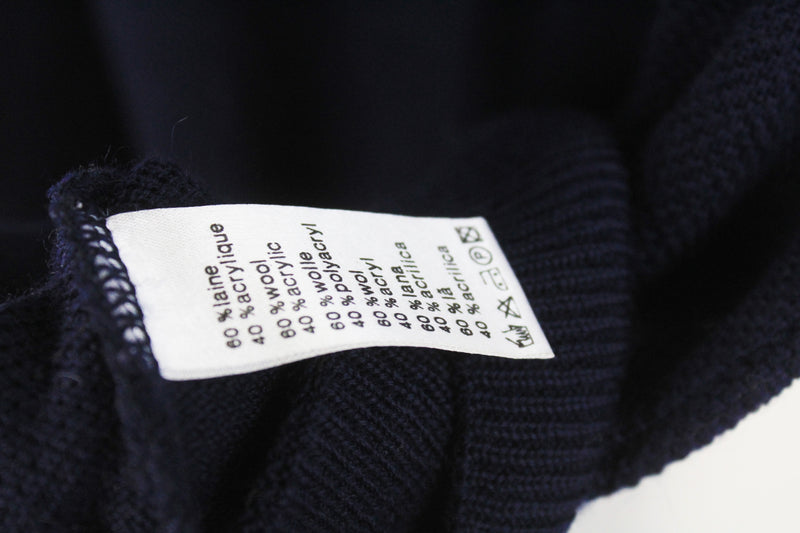 60 % laine
40 % acrylique
60 % wool
40 % acrylic
60 % wolle
40 % polyacryl
60 % wol
40 % acryl
60 % lana
40 % acrilica
60 % lã
40 % acrilica
P